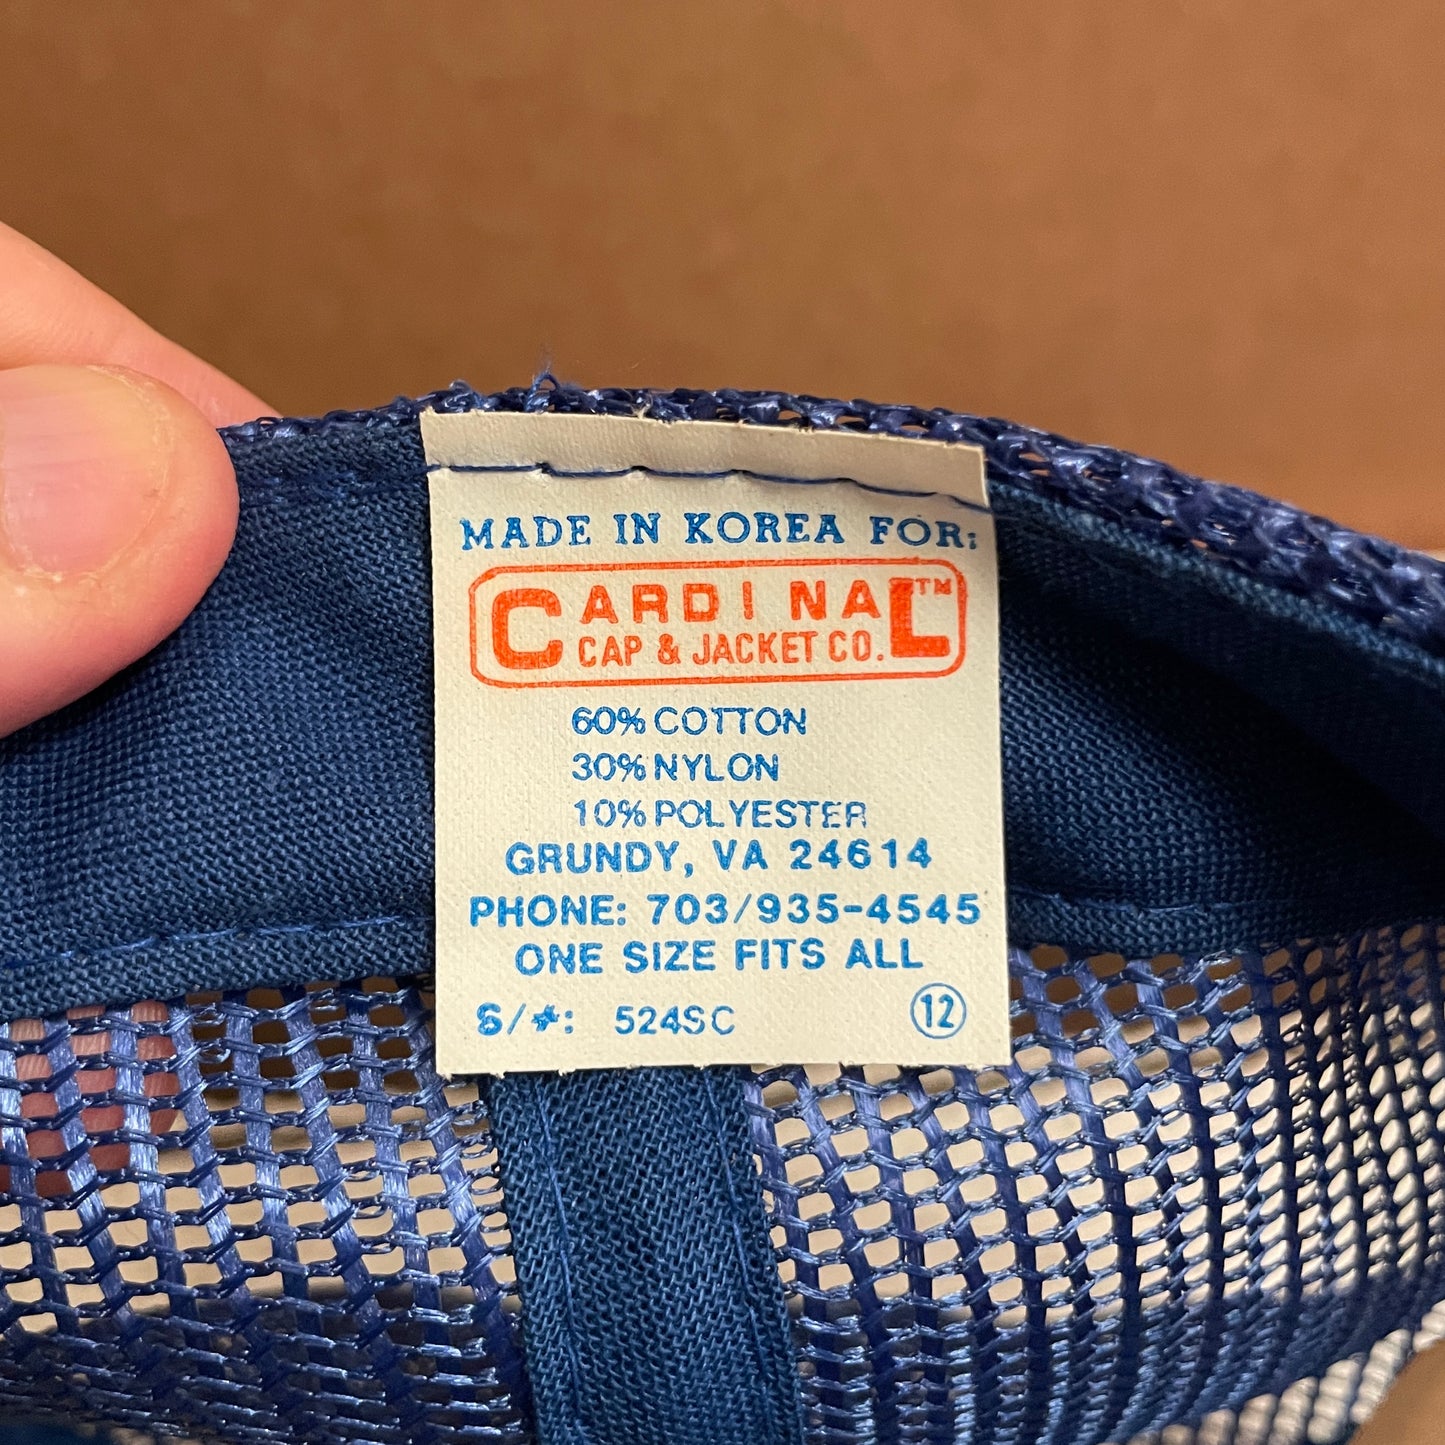 MADE IN KOREA FOR:
CARDINAL™
CAP & JACKET CO.
60% COTTON
30% NYLON
10% POLYESTER
GRUNDY, VA 24614
PHONE: 703/935-4545
ONE SIZE FITS ALL
S/#: 524SC ⑫